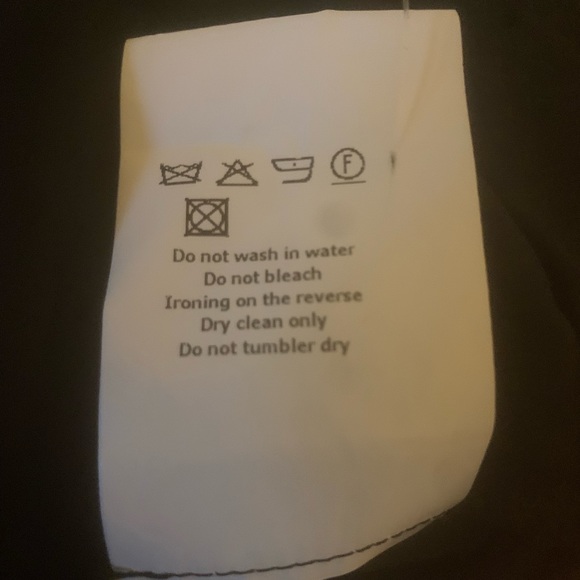 F
Do not wash in water
Do not bleach
Ironing on the reverse
Dry clean only
Do not tumbler dry